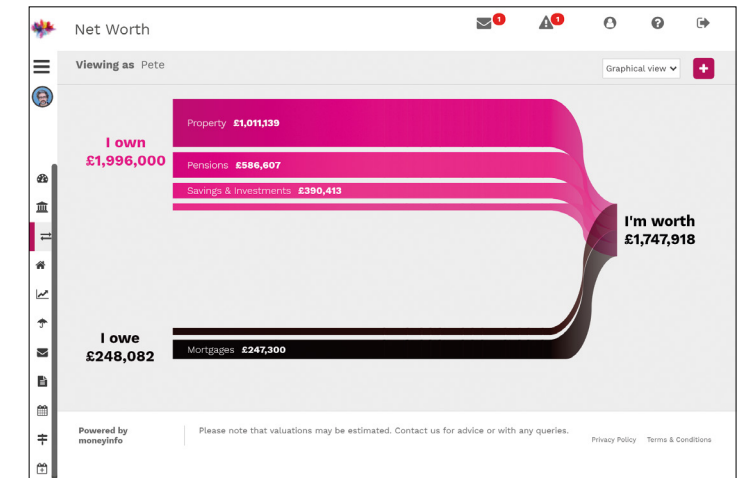 Net Worth
1
1
Viewing as Pete
Graphical view
I own
£1,996,000
Property £1,011,139
Pensions £586,607
Savings & Investments £390,413
I'm worth
£1,747,918
I owe
£248,082
Mortgages £247,300
Powered by
moneyinfo
Please note that valuations may be estimated. Contact us for advice or with any queries.
Privacy Policy Terms & Conditions